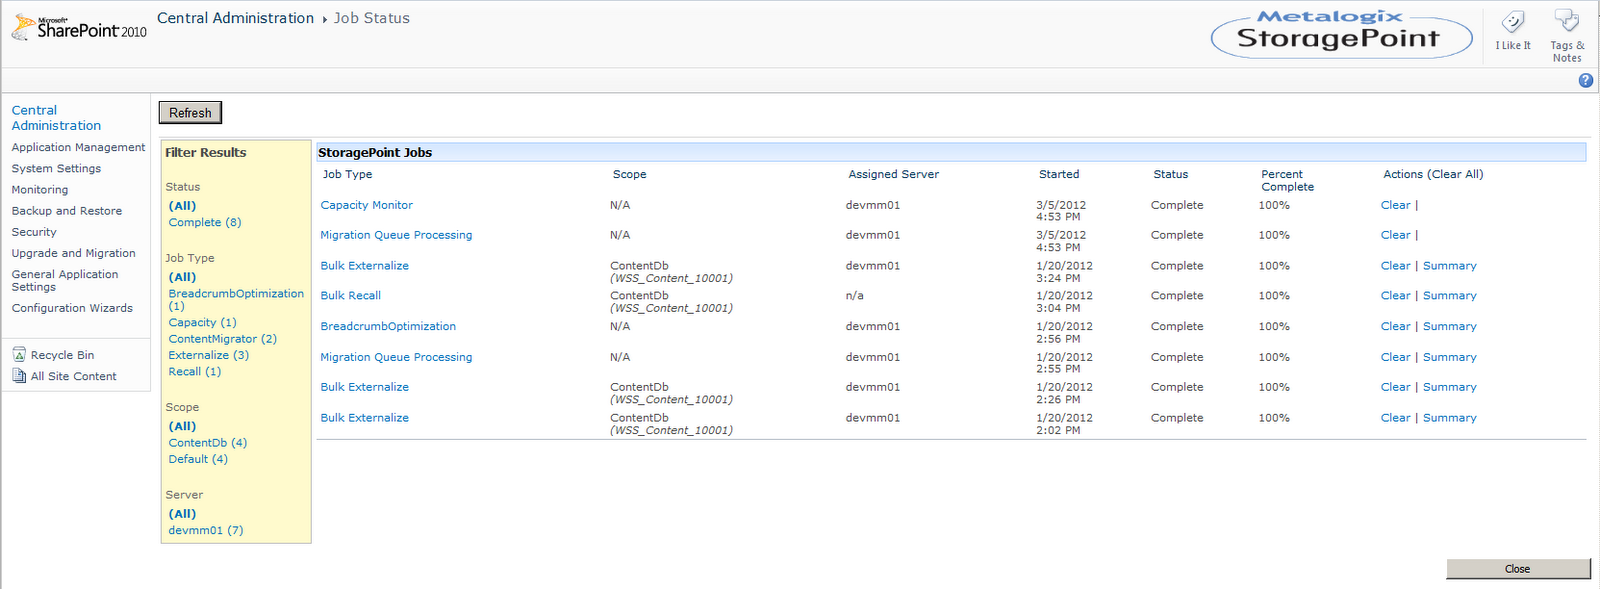 Microsoft®
SharePoint 2010
Central Administration ▸ Job Status
Metalogix
StoragePoint
I Like It
Tags &
Notes
Central
Administration
Application Management
System Settings
Monitoring
Backup and Restore
Security
Upgrade and Migration
General Application
Settings
Configuration Wizards
Recycle Bin
All Site Content
Refresh
Filter Results
Status
(All)
Complete (8)
Job Type
(All)
BreadcrumbOptimization
(1)
Capacity (1)
ContentMigrator (2)
Externalize (3)
Recall (1)
Scope
(All)
ContentDb (4)
Default (4)
Server
(All)
devmm01 (7)
StoragePoint Jobs
Job Type Scope Assigned Server Started Status Percent Actions (Clear All)
Complete
Capacity Monitor N/A devmm01 3/5/2012 Complete 100% Clear |
4:53 PM
Migration Queue Processing N/A devmm01 3/5/2012 Complete 100% Clear |
4:53 PM
Bulk Externalize ContentDb devmm01 1/20/2012 Complete 100% Clear | Summary
(WSS_Content_10001) 3:24 PM
Bulk Recall ContentDb n/a 1/20/2012 Complete 100% Clear | Summary
(WSS_Content_10001) 3:04 PM
BreadcrumbOptimization N/A devmm01 1/20/2012 Complete 100% Clear | Summary
2:56 PM
Migration Queue Processing N/A devmm01 1/20/2012 Complete 100% Clear | Summary
2:55 PM
Bulk Externalize ContentDb devmm01 1/20/2012 Complete 100% Clear | Summary
(WSS_Content_10001) 2:26 PM
Bulk Externalize ContentDb devmm01 1/20/2012 Complete 100% Clear | Summary
(WSS_Content_10001) 2:02 PM
Close